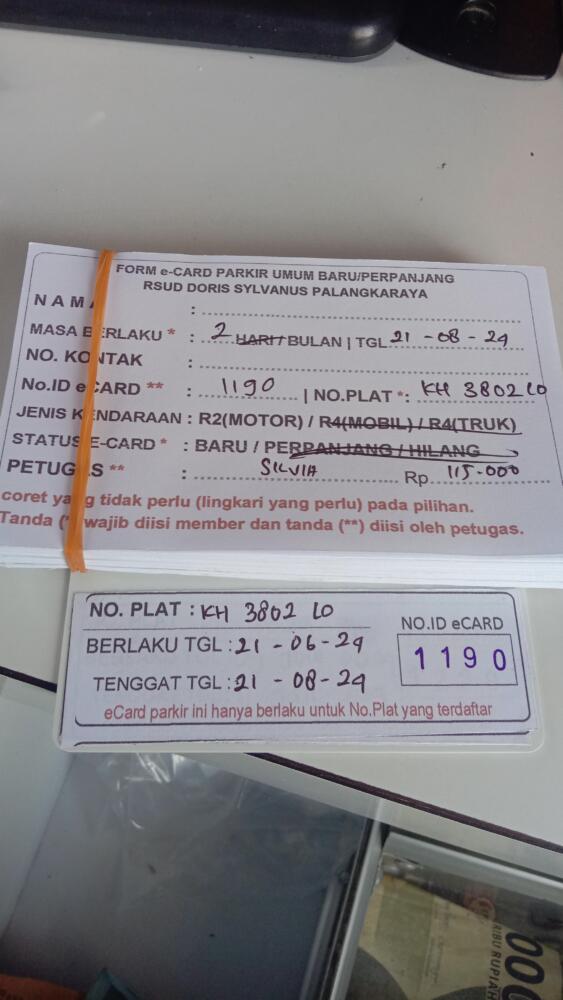 FORM e-CARD PARKIR UMUM BARU/PERPANJANG
RSUD DORIS SYLVANUS PALANGKARAYA
NAMA :
MASA BERLAKU * : 2 HARI / BULAN | TGL 21 - 08 - 24
NO. KONTAK :
No.ID eCARD ** : 1190 | NO.PLAT *: KH 3802 LO
JENIS KENDARAAN : R2(MOTOR) / R4(MOBIL) / R4(TRUK)
STATUS E-CARD * : BARU / PERPANJANG / HILANG
PETUGAS ** : SILVIA Rp 115.000
coret yang tidak perlu (lingkari yang perlu) pada pilihan.
Tanda (*) wajib diisi member dan tanda (**) diisi oleh petugas.
NO. PLAT : KH 3802 LO
BERLAKU TGL : 21 - 06 - 24
TENGGAT TGL : 21 - 08 - 24
NO.ID eCARD
1190
eCard parkir ini hanya berlaku untuk No.Plat yang terdaftar
RIBU RUPIAH
000